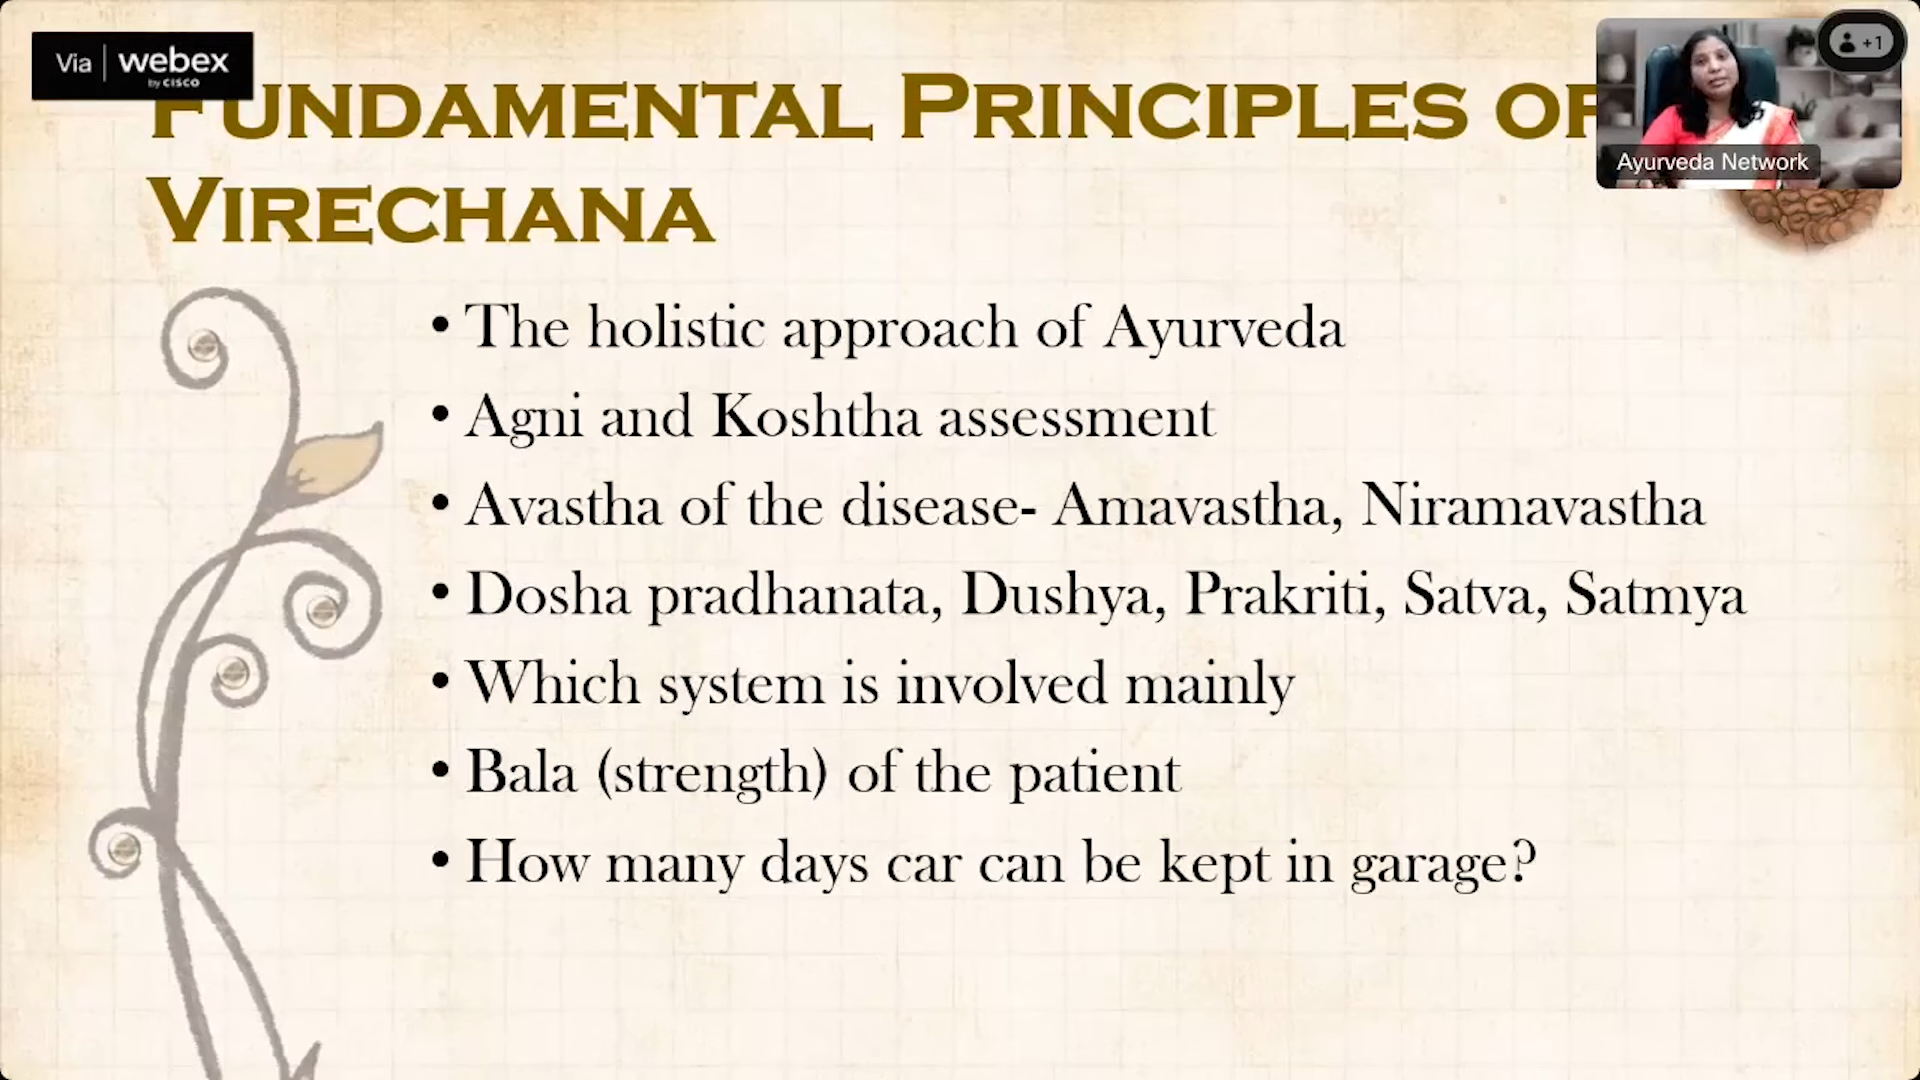 Via webex
by CISCO
+1
Ayurveda Network
FUNDAMENTAL PRINCIPLES OF
VIRECHANA
• The holistic approach of Ayurveda
• Agni and Koshtha assessment
• Avastha of the disease- Amavastha, Niramavastha
• Dosha pradhanata, Dushya, Prakriti, Satva, Satmya
• Which system is involved mainly
• Bala (strength) of the patient
• How many days car can be kept in garage?